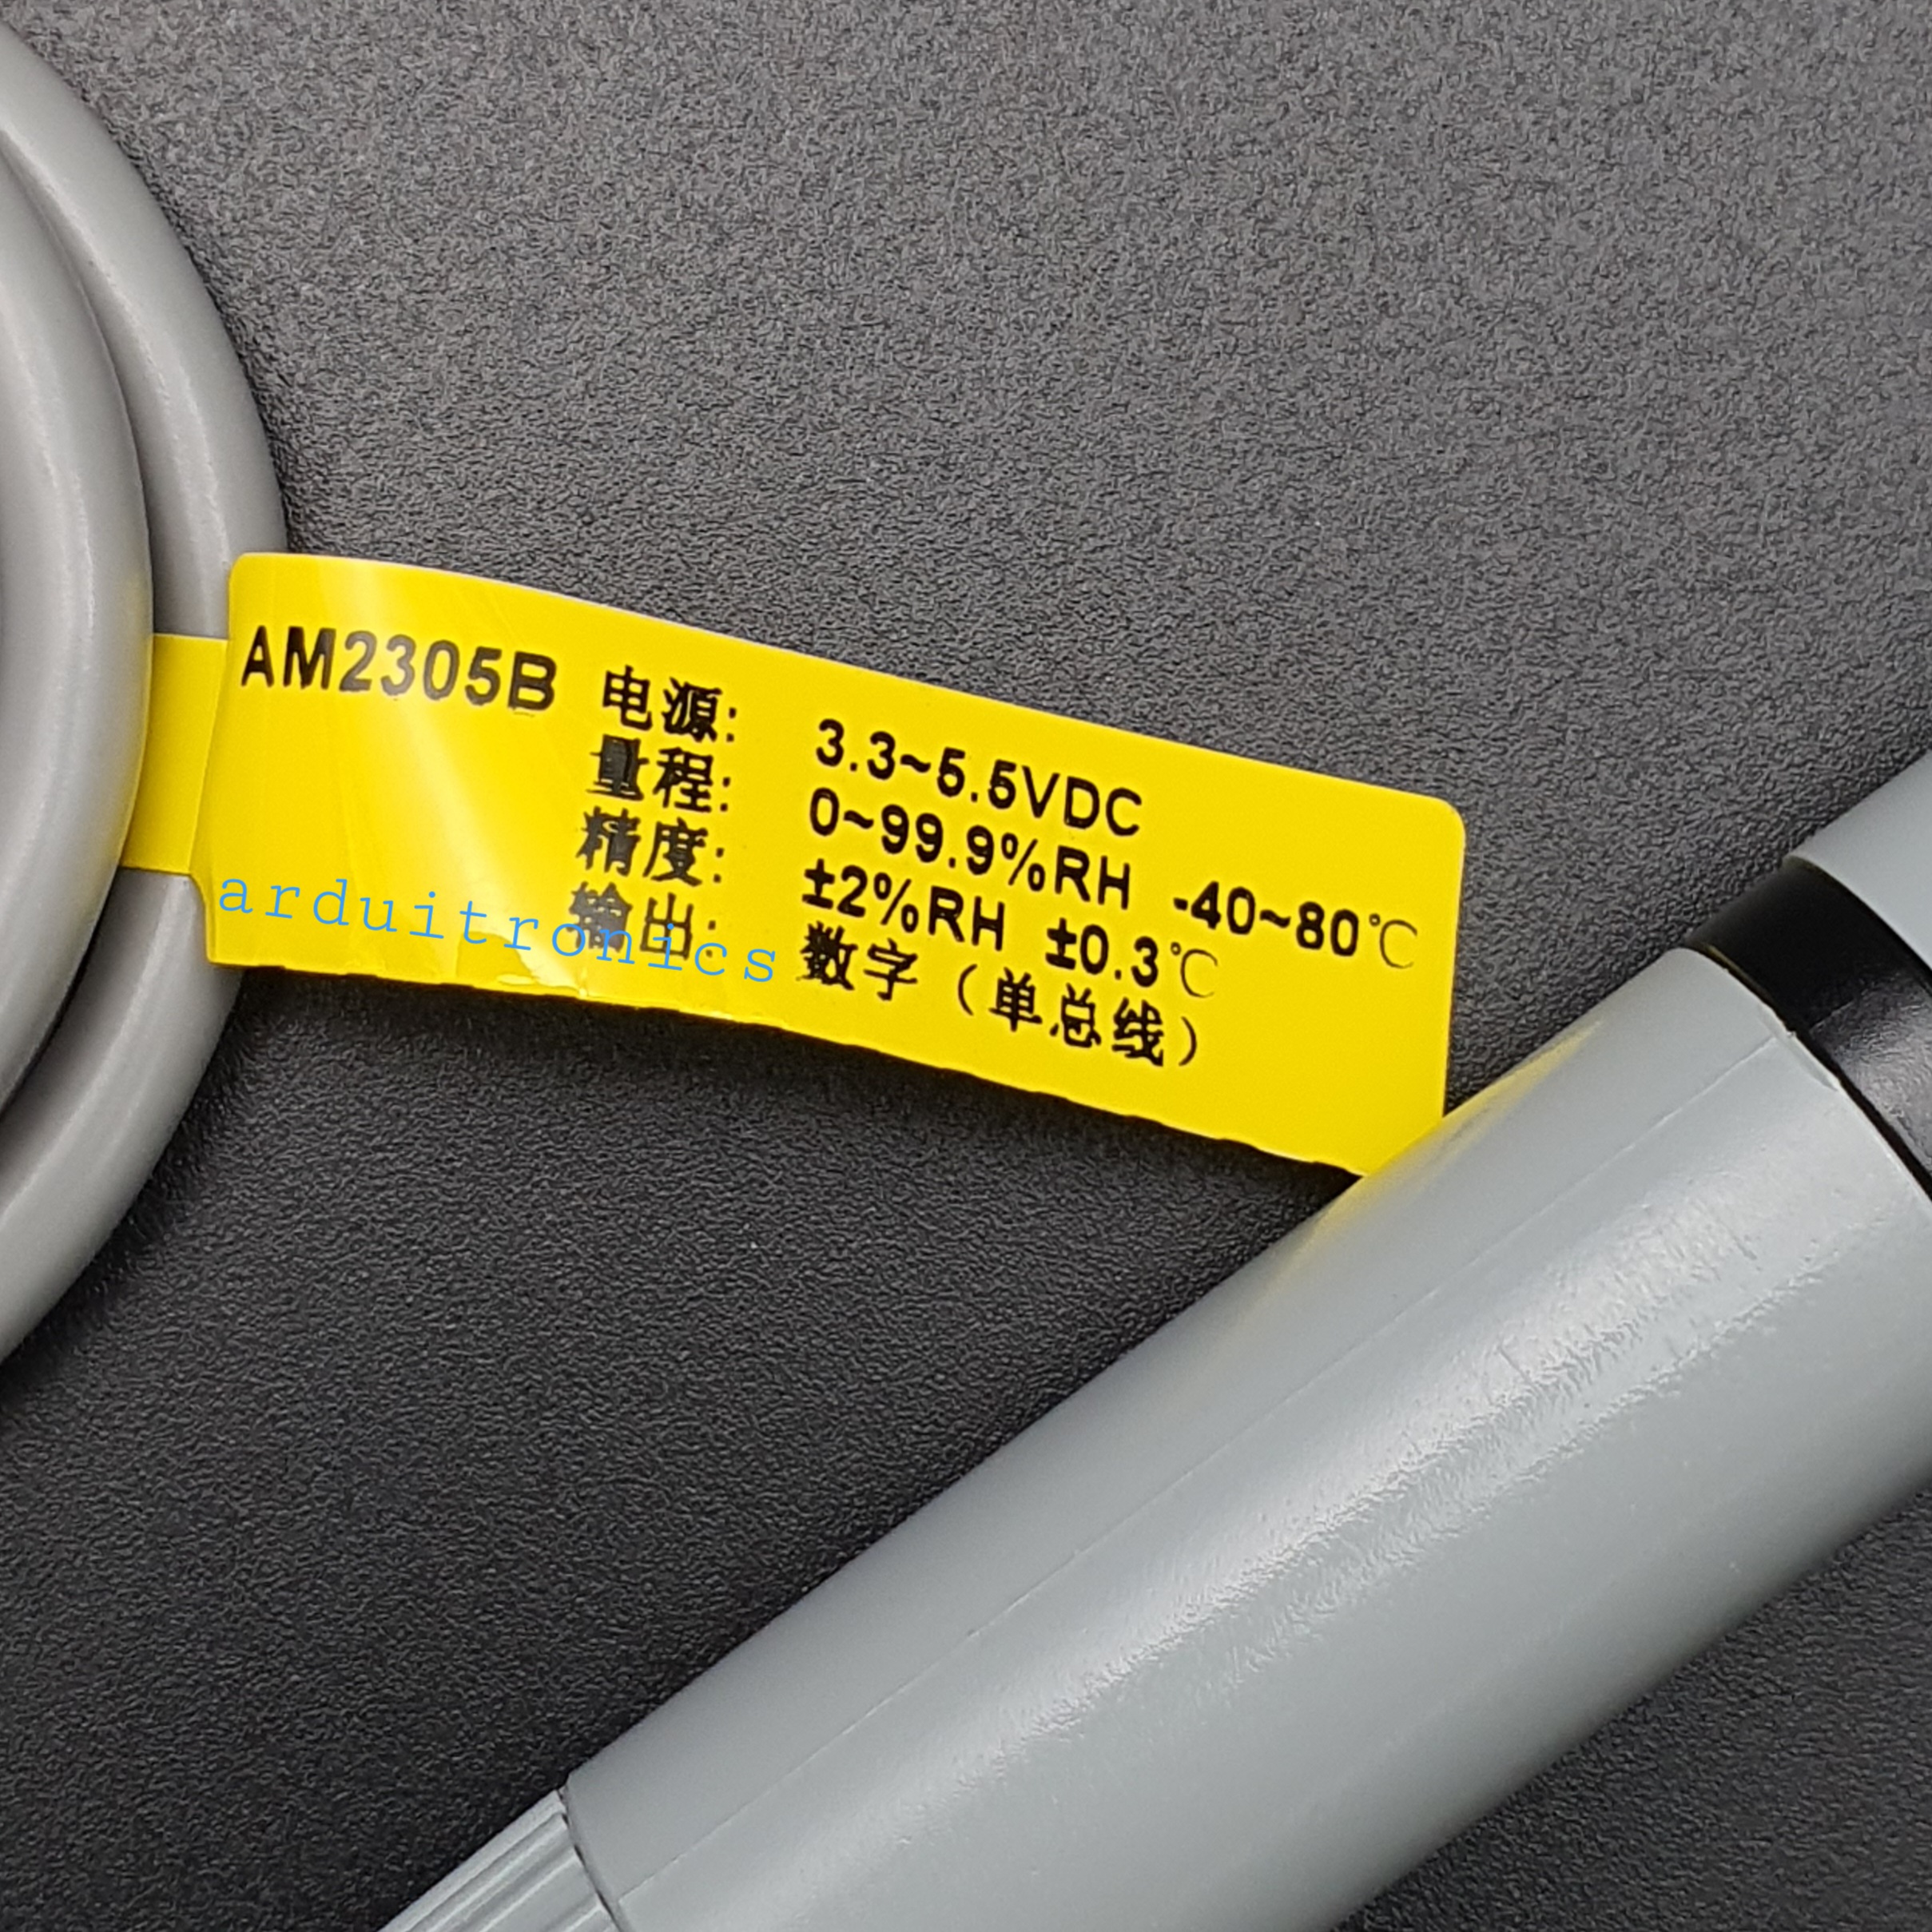 AM2305B 电源: 3.3~5.5VDC
量程: 0~99.9%RH -40~80℃
精度: ±2%RH ±0.3℃
输出: 数字（单总线）
arduitronics